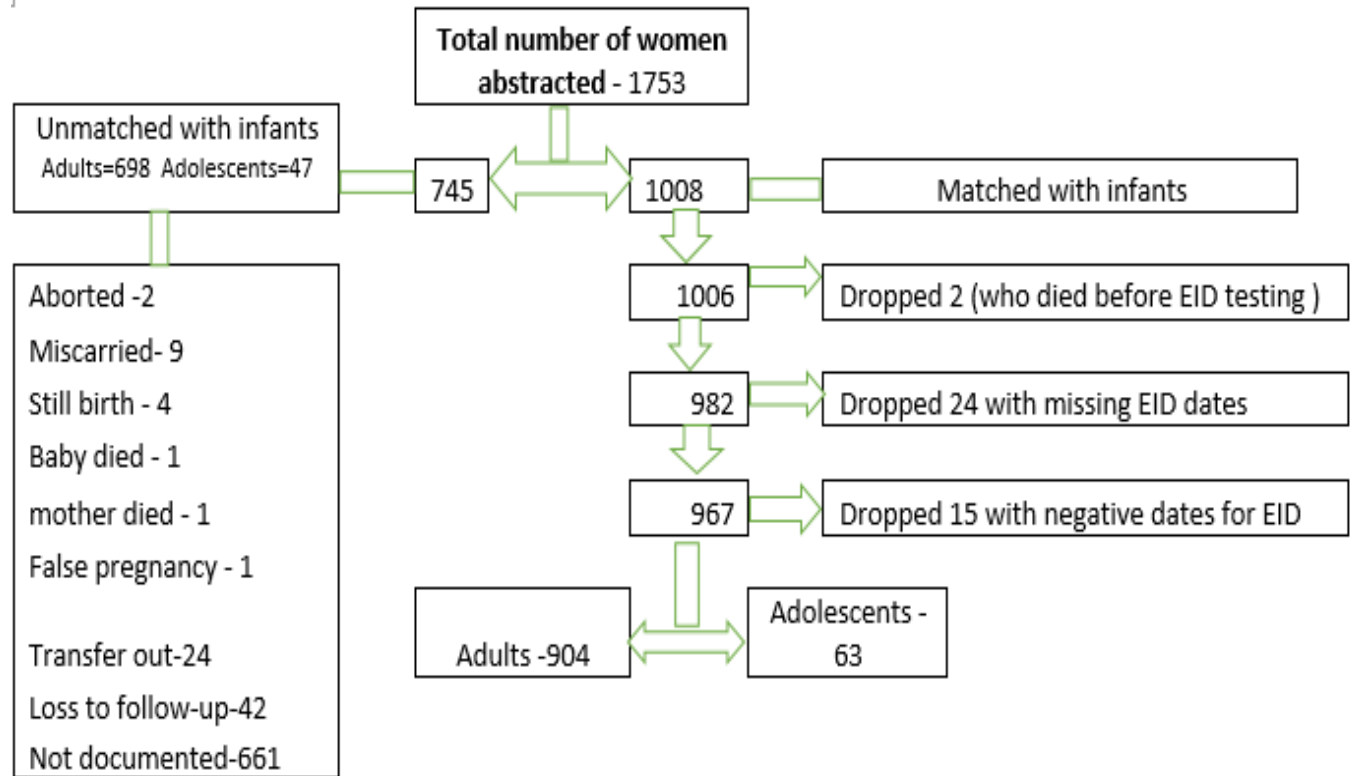 Total number of women
abstracted - 1753
Unmatched with infants
Adults=698 Adolescents=47
745
1008
Matched with infants
Aborted -2
Miscarried- 9
Still birth - 4
Baby died - 1
mother died - 1
False pregnancy - 1
Transfer out-24
Loss to follow-up-42
Not documented-661
1006
Dropped 2 (who died before EID testing )
982
Dropped 24 with missing EID dates
967
Dropped 15 with negative dates for EID
Adults -904
Adolescents -
63